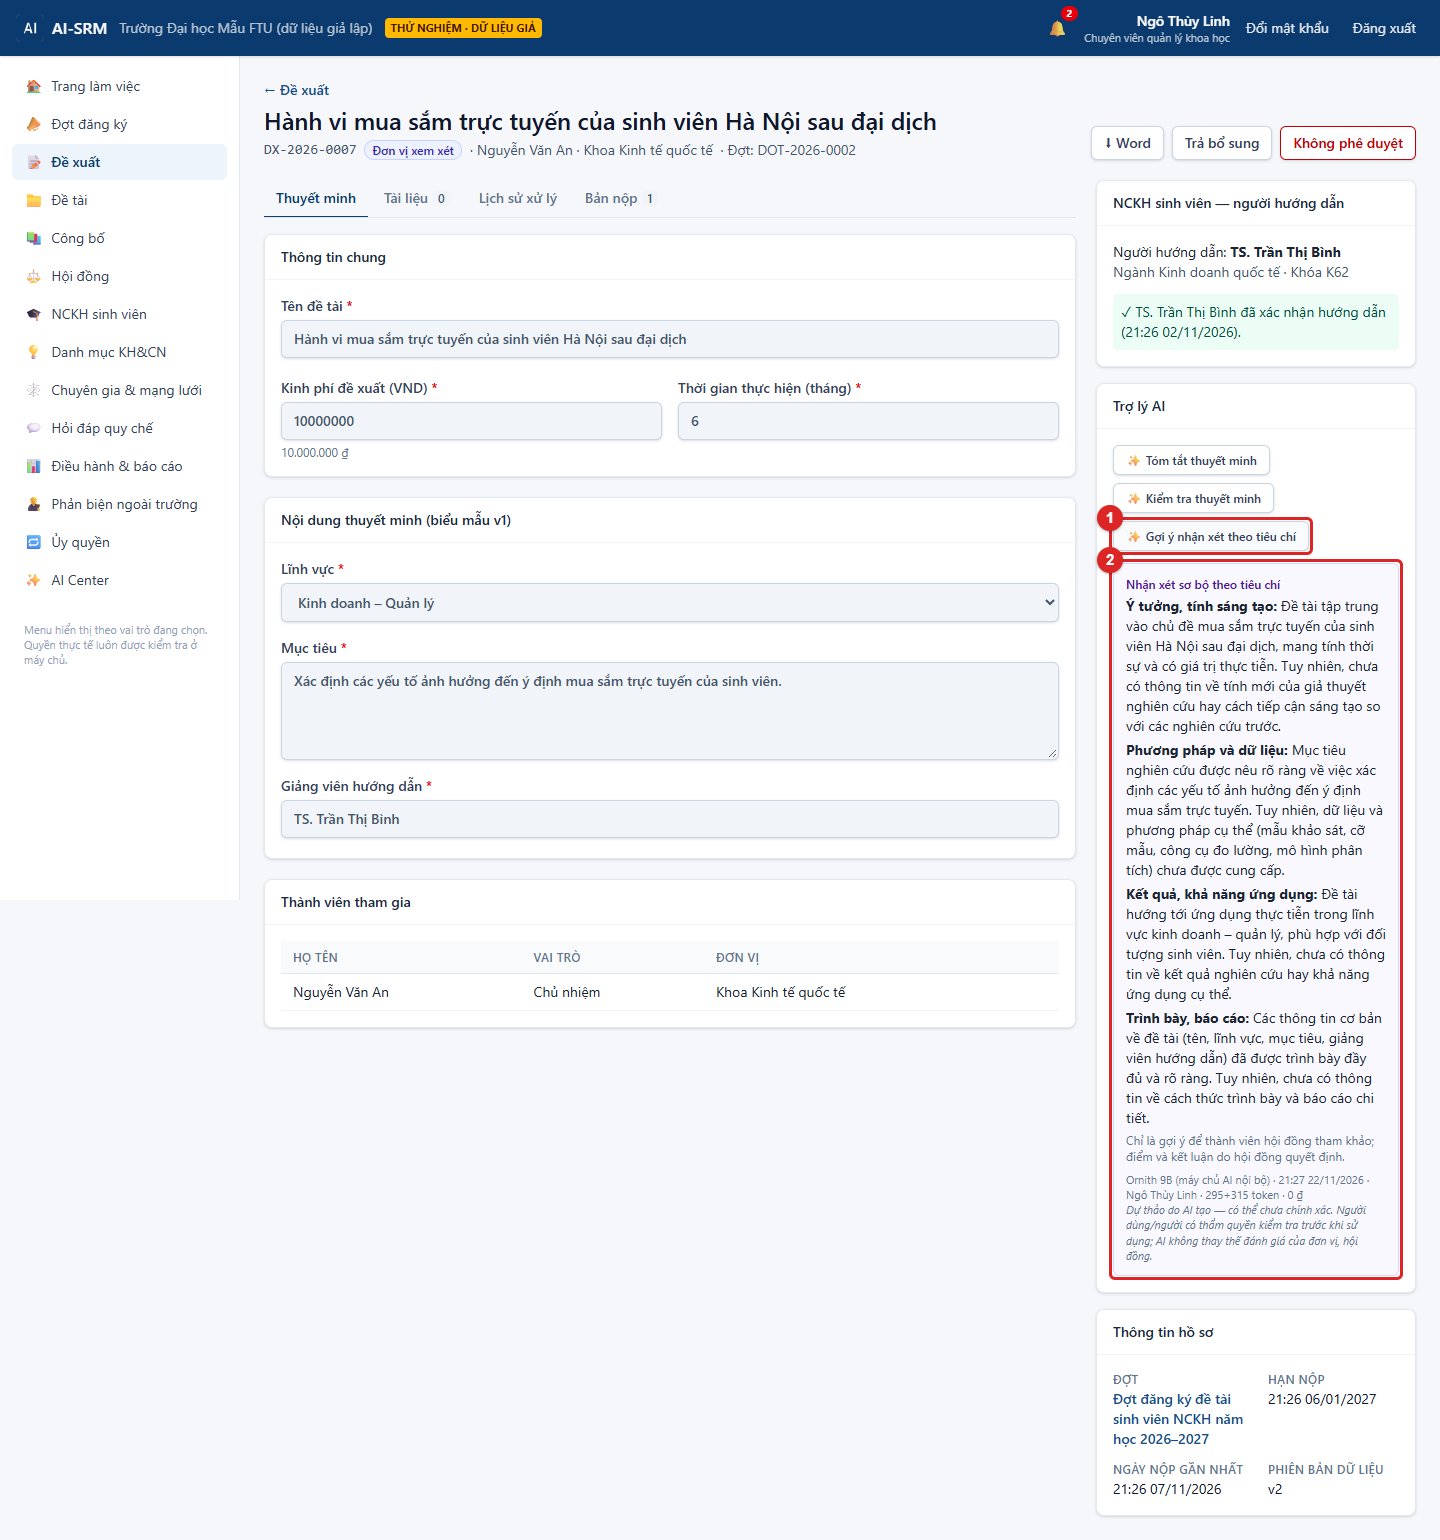 AI AI-SRM Trường Đại học Mẫu FTU (dữ liệu giả lập) THỬ NGHIỆM · DỮ LIỆU GIẢ
2
Ngô Thùy Linh
Chuyên viên quản lý khoa học
Đổi mật khẩu
Đăng xuất
Trang làm việc
Đợt đăng ký
Đề xuất
Đề tài
Công bố
Hội đồng
NCKH sinh viên
Danh mục KH&CN
Chuyên gia & mạng lưới
Hỏi đáp quy chế
Điều hành & báo cáo
Phản biện ngoài trường
Ủy quyền
AI Center
Menu hiển thị theo vai trò đang chọn.
Quyền thực tế luôn được kiểm tra ở
máy chủ.
← Đề xuất
Hành vi mua sắm trực tuyến của sinh viên Hà Nội sau đại dịch
DX-2026-0007 Đơn vị xem xét · Nguyễn Văn An · Khoa Kinh tế quốc tế · Đợt: DOT-2026-0002
⬇ Word
Trả bổ sung
Không phê duyệt
Thuyết minh
Tài liệu 0
Lịch sử xử lý
Bản nộp 1
Thông tin chung
Tên đề tài *
Hành vi mua sắm trực tuyến của sinh viên Hà Nội sau đại dịch
Kinh phí đề xuất (VND) *
Thời gian thực hiện (tháng) *
10000000
6
10.000.000 ₫
Nội dung thuyết minh (biểu mẫu v1)
Lĩnh vực *
Kinh doanh – Quản lý
Mục tiêu *
Xác định các yếu tố ảnh hưởng đến ý định mua sắm trực tuyến của sinh viên.
Giảng viên hướng dẫn *
TS. Trần Thị Bình
Thành viên tham gia
HỌ TÊN VAI TRÒ ĐƠN VỊ
Nguyễn Văn An Chủ nhiệm Khoa Kinh tế quốc tế
NCKH sinh viên — người hướng dẫn
Người hướng dẫn: TS. Trần Thị Bình
Ngành Kinh doanh quốc tế · Khóa K62
✓ TS. Trần Thị Bình đã xác nhận hướng dẫn
(21:26 02/11/2026).
Trợ lý AI
✨ Tóm tắt thuyết minh
✨ Kiểm tra thuyết minh
1
✨ Gợi ý nhận xét theo tiêu chí
2
Nhận xét sơ bộ theo tiêu chí
Ý tưởng, tính sáng tạo: Đề tài tập trung
vào chủ đề mua sắm trực tuyến của sinh
viên Hà Nội sau đại dịch, mang tính thời
sự và có giá trị thực tiễn. Tuy nhiên, chưa
có thông tin về tính mới của giả thuyết
nghiên cứu hay cách tiếp cận sáng tạo so
với các nghiên cứu trước.
Phương pháp và dữ liệu: Mục tiêu
nghiên cứu được nêu rõ ràng về việc xác
định các yếu tố ảnh hưởng đến ý định
mua sắm trực tuyến. Tuy nhiên, dữ liệu và
phương pháp cụ thể (mẫu khảo sát, cỡ
mẫu, công cụ đo lường, mô hình phân
tích) chưa được cung cấp.
Kết quả, khả năng ứng dụng: Đề tài
hướng tới ứng dụng thực tiễn trong lĩnh
vực kinh doanh – quản lý, phù hợp với đối
tượng sinh viên. Tuy nhiên, chưa có thông
tin về kết quả nghiên cứu hay khả năng
ứng dụng cụ thể.
Trình bày, báo cáo: Các thông tin cơ bản
về đề tài (tên, lĩnh vực, mục tiêu, giảng
viên hướng dẫn) đã được trình bày đầy
đủ và rõ ràng. Tuy nhiên, chưa có thông
tin về cách thức trình bày và báo cáo chi
tiết.
Chỉ là gợi ý để thành viên hội đồng tham khảo;
điểm và kết luận do hội đồng quyết định.
Ornith 9B (máy chủ AI nội bộ) · 21:27 22/11/2026 ·
Ngô Thùy Linh · 295+315 token · 0 ₫
Dự thảo do AI tạo — có thể chưa chính xác. Người
dùng/người có thẩm quyền kiểm tra trước khi sử
dụng; AI không thay thế đánh giá của đơn vị, hội
đồng.
Thông tin hồ sơ
ĐỢT
Đợt đăng ký đề tài
sinh viên NCKH năm
học 2026–2027
HẠN NỘP
21:26 06/01/2027
NGÀY NỘP GẦN NHẤT
21:26 07/11/2026
PHIÊN BẢN DỮ LIỆU
v2